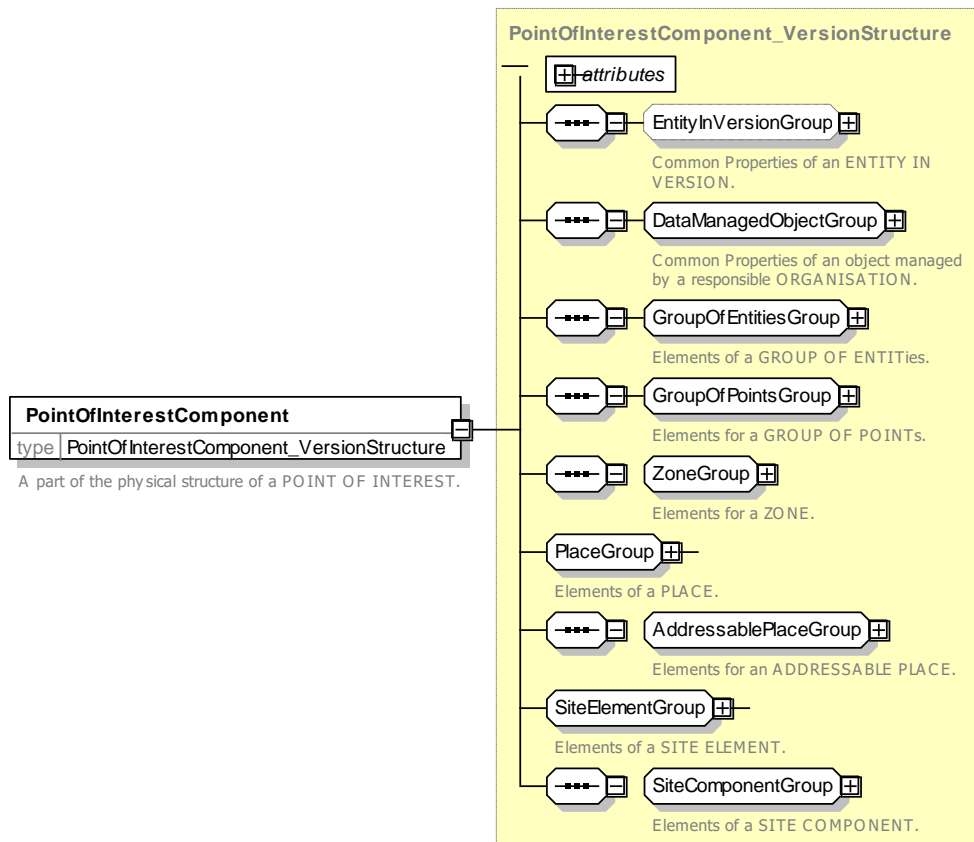 PointOfInterestComponent_VersionStructure
attributes
EntityInVersionGroup
Common Properties of an ENTITY IN
VERSION.
DataManagedObjectGroup
Common Properties of an object managed
by a responsible ORGANISATION.
GroupOfEntitiesGroup
Elements of a GROUP OF ENTITies.
PointOfInterestComponent
type PointOfInterestComponent_VersionStructure
A part of the physical structure of a POINT OF INTEREST.
GroupOfPointsGroup
Elements for a GROUP OF POINTs.
ZoneGroup
Elements for a ZONE.
PlaceGroup
Elements of a PLACE.
AddressablePlaceGroup
Elements for an ADDRESSABLE PLACE.
SiteElementGroup
Elements of a SITE ELEMENT.
SiteComponentGroup
Elements of a SITE COMPONENT.